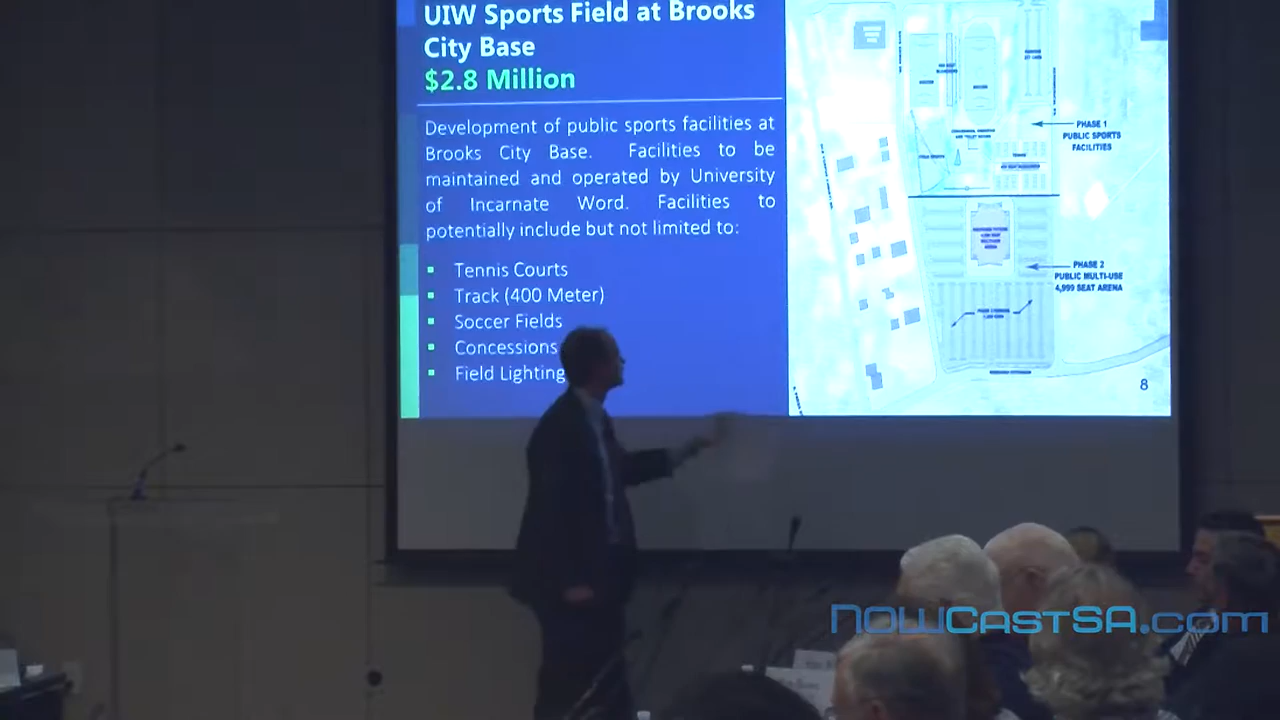 UIW Sports Field at Brooks
City Base
$2.8 Million
Development of public sports facilities at
Brooks City Base. Facilities to be
maintained and operated by University
of Incarnate Word. Facilities to
potentially include but not limited to:
Tennis Courts
Track (400 Meter)
Soccer Fields
Concessions
Field Lighting
PHASE 1
PUBLIC SPORTS
FACILITIES
PHASE 2
PUBLIC MULTI-USE
4,999 SEAT ARENA
8
NOWCASTSA.com